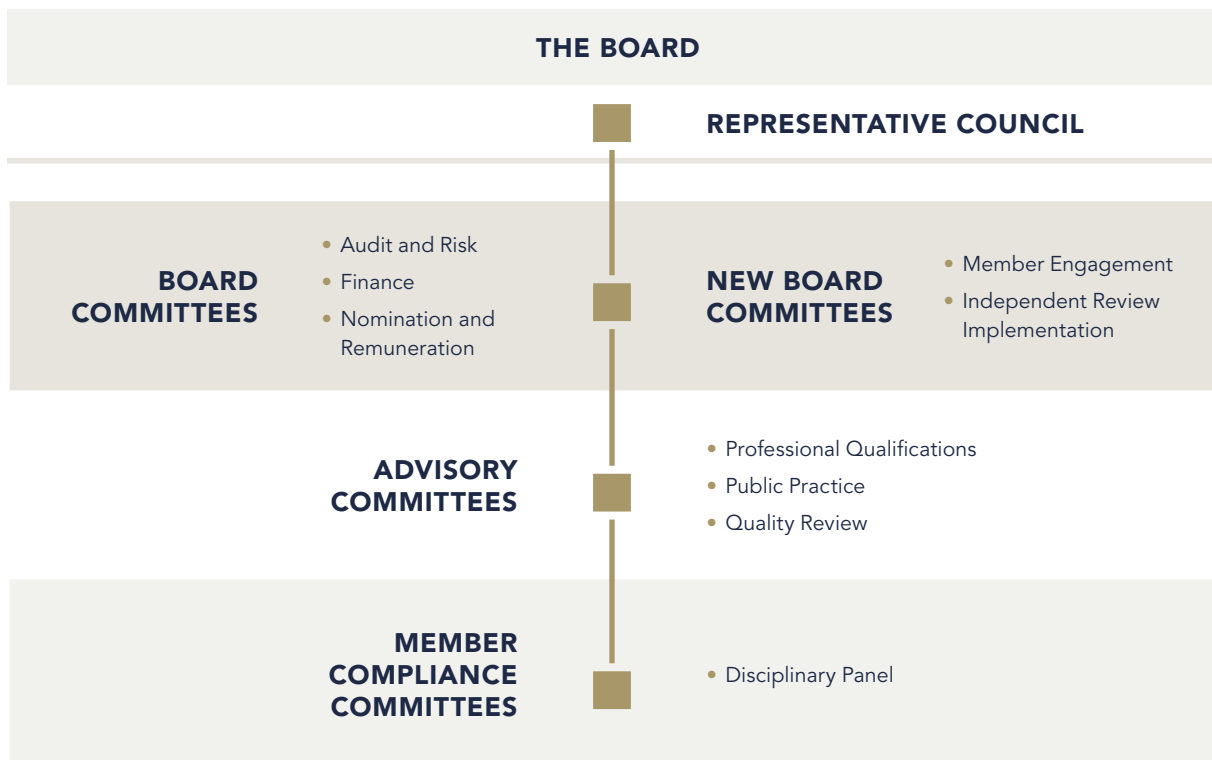 THE BOARD
REPRESENTATIVE COUNCIL
BOARD
COMMITTEES
• Audit and Risk
• Finance
• Nomination and
Remuneration
NEW BOARD
COMMITTEES
• Member Engagement
• Independent Review
Implementation
ADVISORY
COMMITTEES
• Professional Qualifications
• Public Practice
• Quality Review
MEMBER
COMPLIANCE
COMMITTEES
• Disciplinary Panel